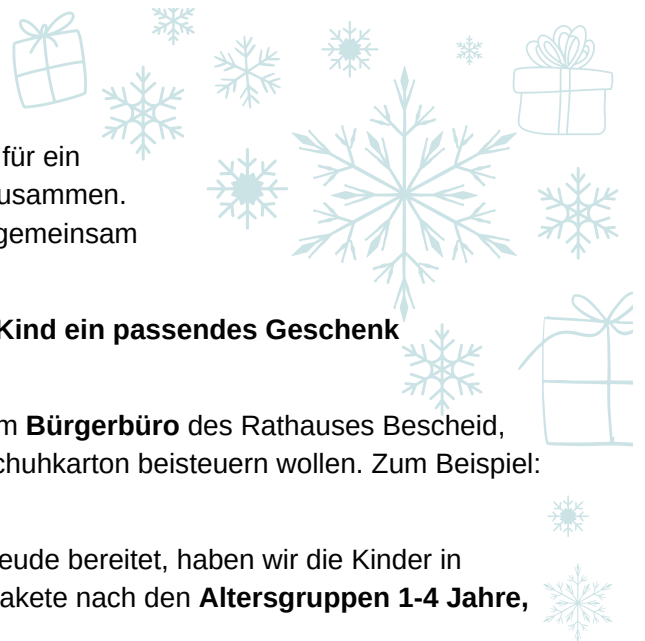 für ein
usammen.
gemeinsam
Kind ein passendes Geschenk
m Bürgerbüro des Rathauses Bescheid,
chuhkarton beisteuern wollen. Zum Beispiel:
eude bereitet, haben wir die Kinder in
akete nach den Altersgruppen 1-4 Jahre,